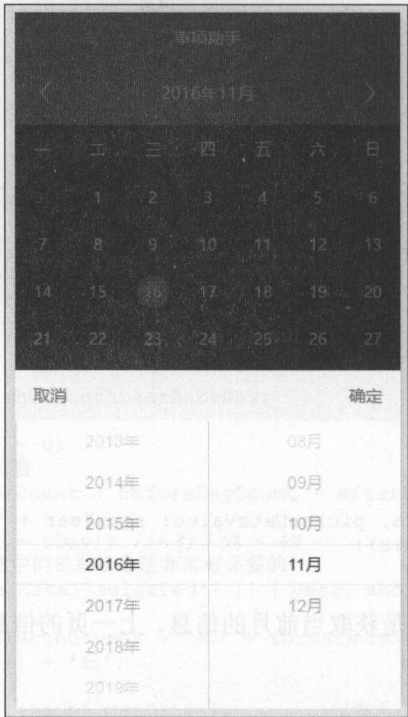 事项助手
2016年11月
一 二 三 四 五 六 日
31 1 2 3 4 5 6
7 8 9 10 11 12 13
14 15 16 17 18 19 20
21 22 23 24 25 26 27
取消 确定
2013年 08月
2014年 09月
2015年 10月
2016年 11月
2017年 12月
2018年
2019年